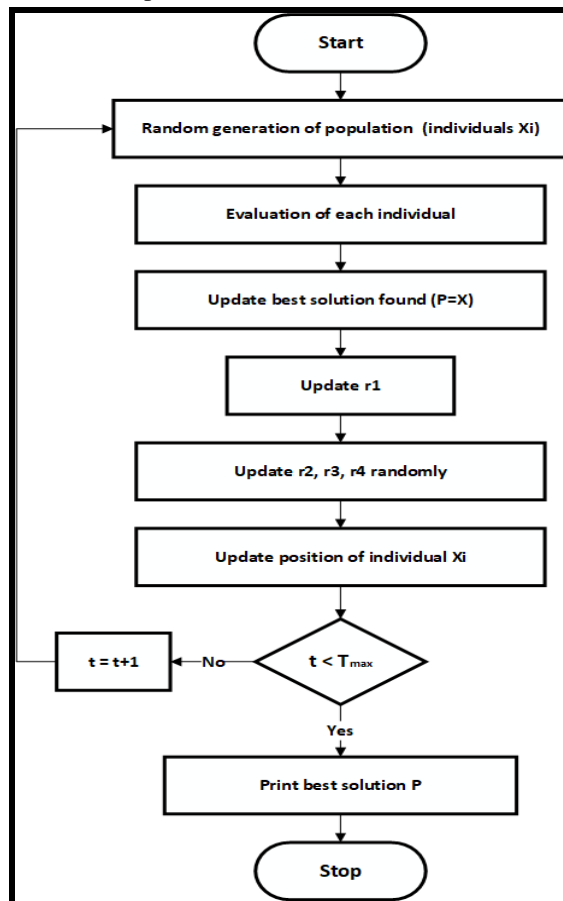 Start
Random generation of population (individuals Xi)
Evaluation of each individual
Update best solution found (P=X)
Update r1
Update r2, r3, r4 randomly
Update position of individual Xi
t = t+1
No
t < Tmax
Yes
Print best solution P
Stop